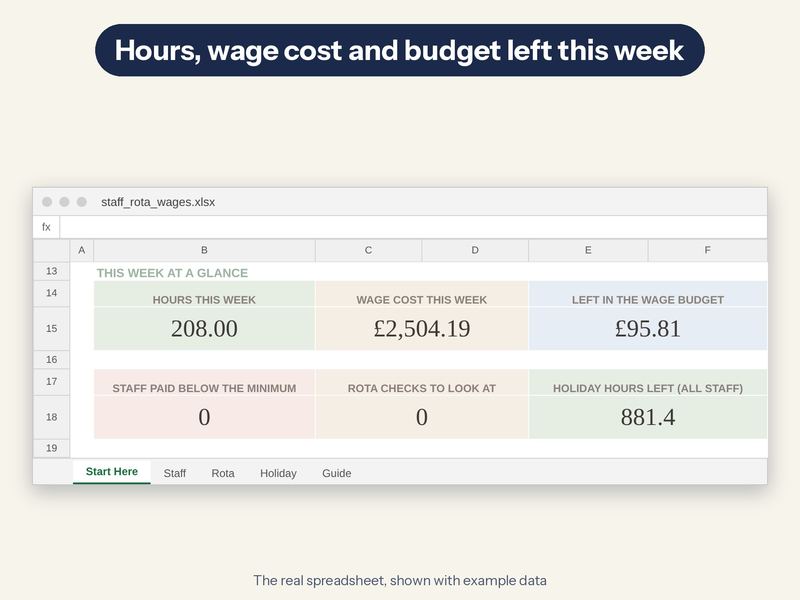 Hours, wage cost and budget left this week
staff_rota_wages.xlsx
fx
A B C D E F
13 THIS WEEK AT A GLANCE
14 HOURS THIS WEEK WAGE COST THIS WEEK LEFT IN THE WAGE BUDGET
15 208.00 £2,504.19 £95.81
16
17 STAFF PAID BELOW THE MINIMUM ROTA CHECKS TO LOOK AT HOLIDAY HOURS LEFT (ALL STAFF)
18 0 0 881.4
19
Start Here Staff Rota Holiday Guide
The real spreadsheet, shown with example data